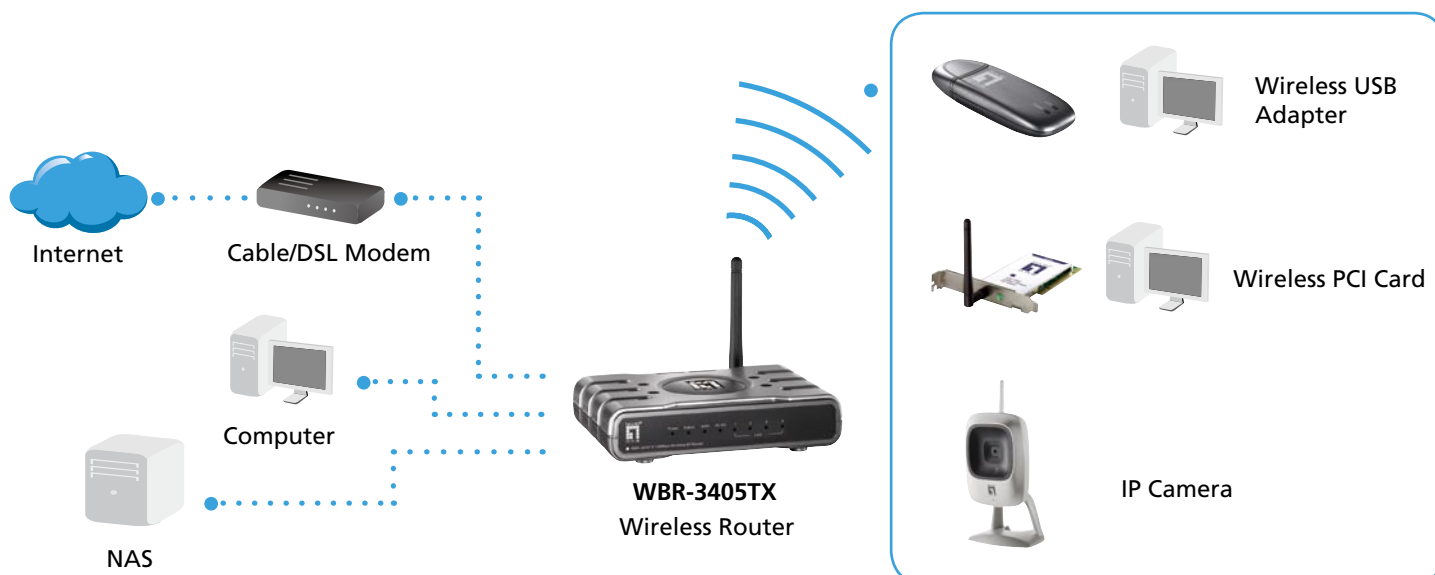 Wireless USB
Adapter
Internet
Cable/DSL Modem
Wireless PCI Card
Computer
WBR-3405TX
Wireless Router
IP Camera
NAS